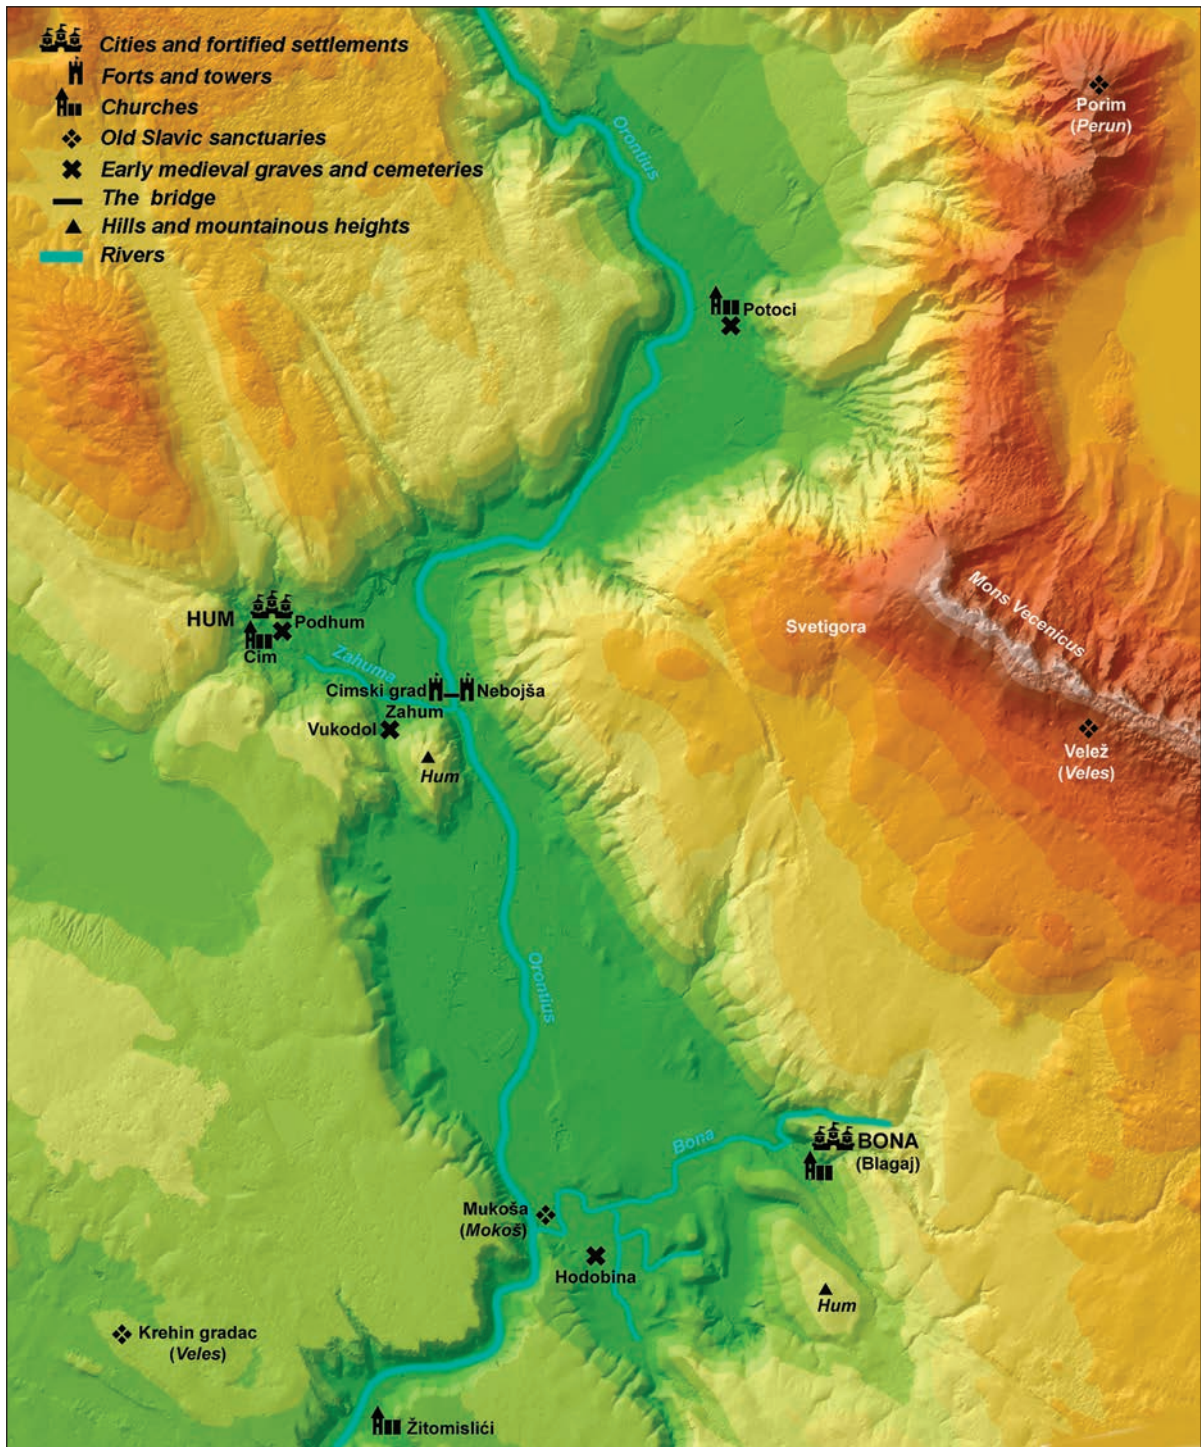 Cities and fortified settlements
Forts and towers
Churches
Old Slavic sanctuaries
Early medieval graves and cemeteries
The bridge
Hills and mountainous heights
Rivers
Orontius
Porim
(Perun)
Potoci
Mons Vecenicus
HUM
Podhum
Cim
Svetigora
Zahuma
Cimski grad
Nebojša
Zahum
Vukodol
Hum
Velež
(Veles)
Orontius
Bona
BONA
(Blagaj)
Mukoša
(Mokoš)
Hodobina
Hum
Krehin gradac
(Veles)
Žitomislići